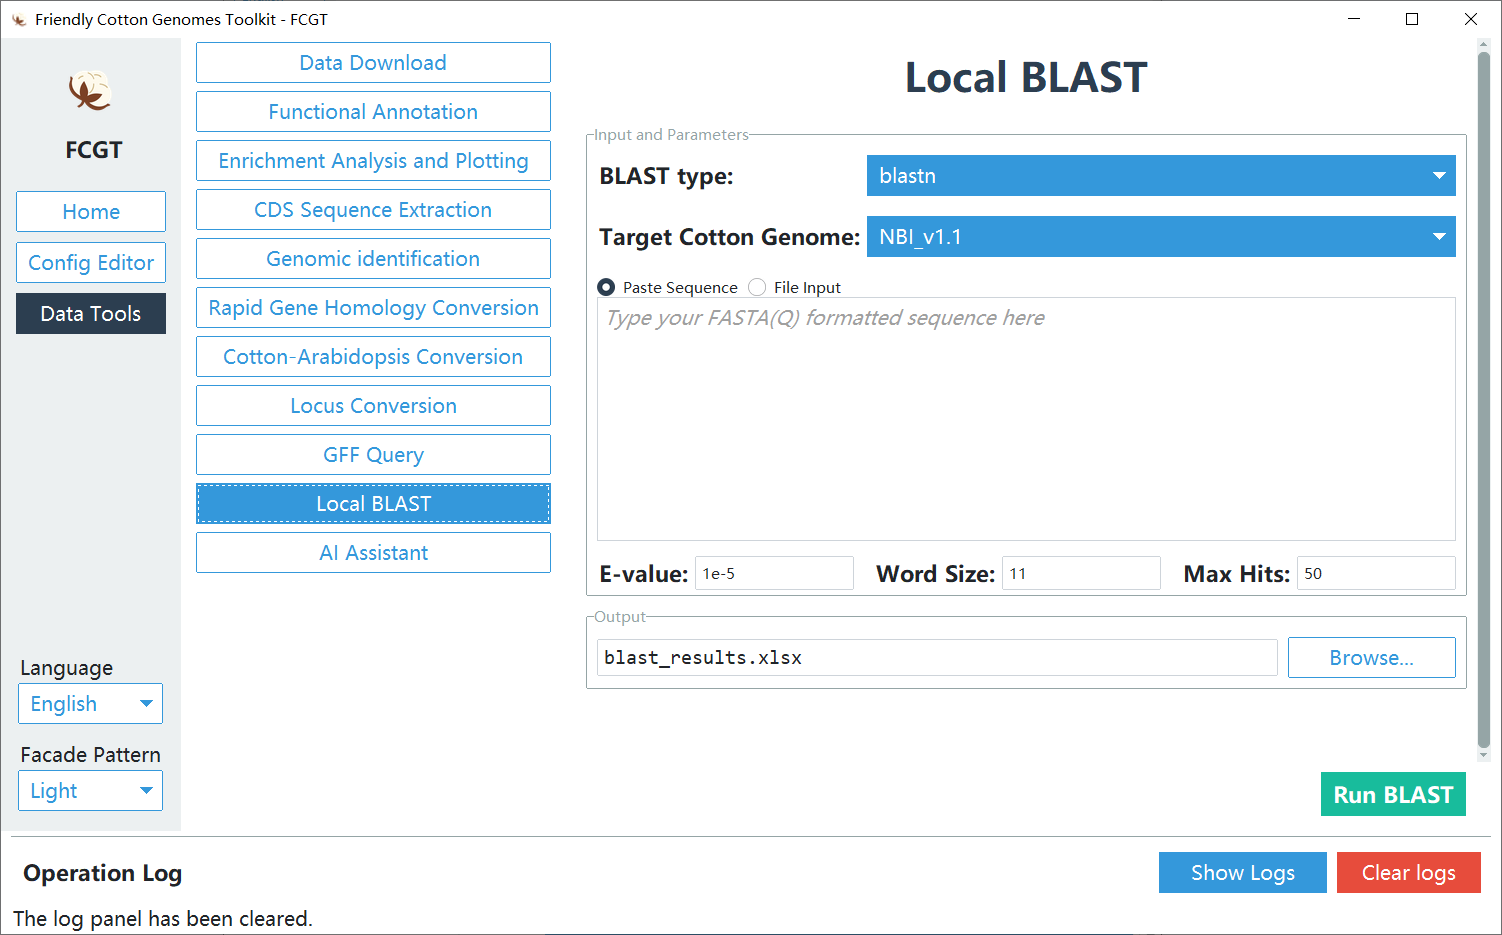 Friendly Cotton Genomes Toolkit - FCGT
FCGT
Home
Config Editor
Data Tools
Language
English
Facade Pattern
Light
Data Download
Functional Annotation
Enrichment Analysis and Plotting
CDS Sequence Extraction
Genomic identification
Rapid Gene Homology Conversion
Cotton-Arabidopsis Conversion
Locus Conversion
GFF Query
Local BLAST
AI Assistant
Local BLAST
Input and Parameters
BLAST type: blastn
Target Cotton Genome: NBI_v1.1
Paste Sequence File Input
Type your FASTA(Q) formatted sequence here
E-value: 1e-5 Word Size: 11 Max Hits: 50
Output
blast_results.xlsx Browse...
Run BLAST
Operation Log Show Logs Clear logs
The log panel has been cleared.